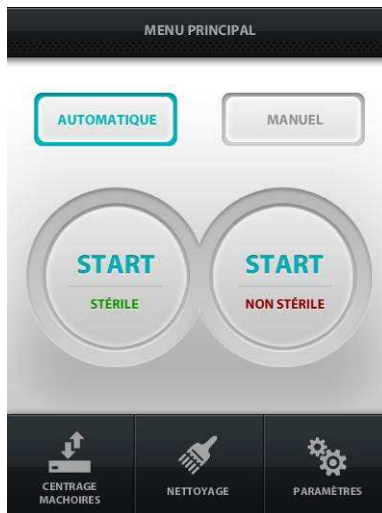 MENU PRINCIPAL
AUTOMATIQUE
MANUEL
START
STÉRILE
START
NON STÉRILE
CENTRAGE
MACHOIRES
NETTOYAGE
PARAMÈTRES